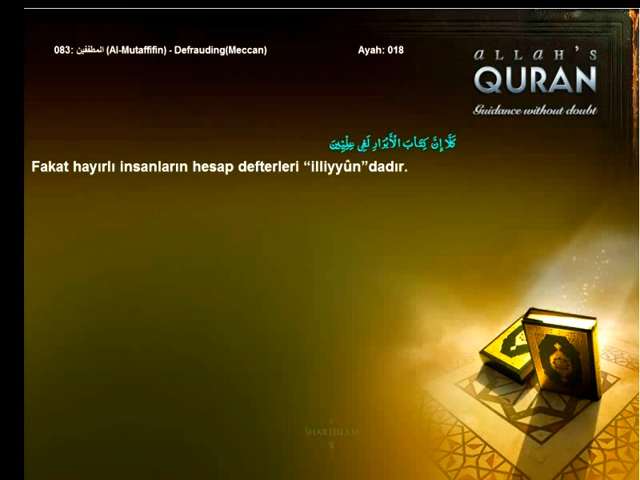 083: المطففين (Al-Mutaffifin) - Defrauding(Meccan) Ayah: 018
ALLAH'S
QURAN
Guidance without doubt
كَلَّا إِنَّ كِتَابَ الْأَبْرَارِ لَفِي عِلِّيِّينَ
Fakat hayırlı insanların hesap defterleri “illiyyûn”dadır.
SHAREISLAM